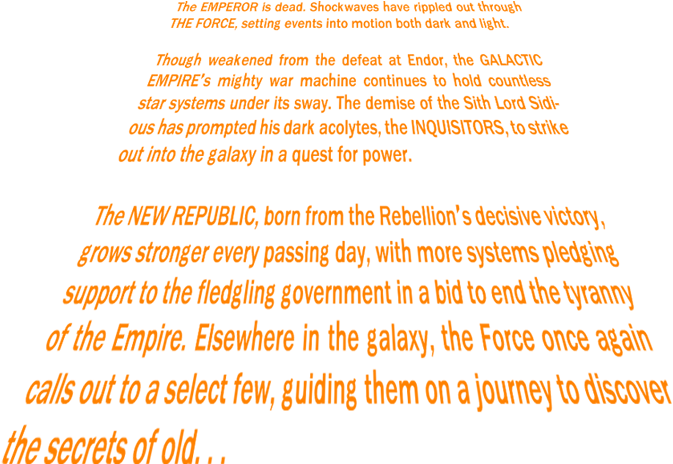 The EMPEROR is dead. Shockwaves have rippled out through
THE FORCE, setting events into motion both dark and light.
Though weakened from the defeat at Endor, the GALACTIC
EMPIRE's mighty war machine continues to hold countless
star systems under its sway. The demise of the Sith Lord Sidi-
ous has prompted his dark acolytes, the INQUISITORS, to strike
out into the galaxy in a quest for power.
The NEW REPUBLIC, born from the Rebellion's decisive victory,
grows stronger every passing day, with more systems pledging
support to the fledgling government in a bid to end the tyranny
of the Empire. Elsewhere in the galaxy, the Force once again
calls out to a select few, guiding them on a journey to discover
the secrets of old. . .